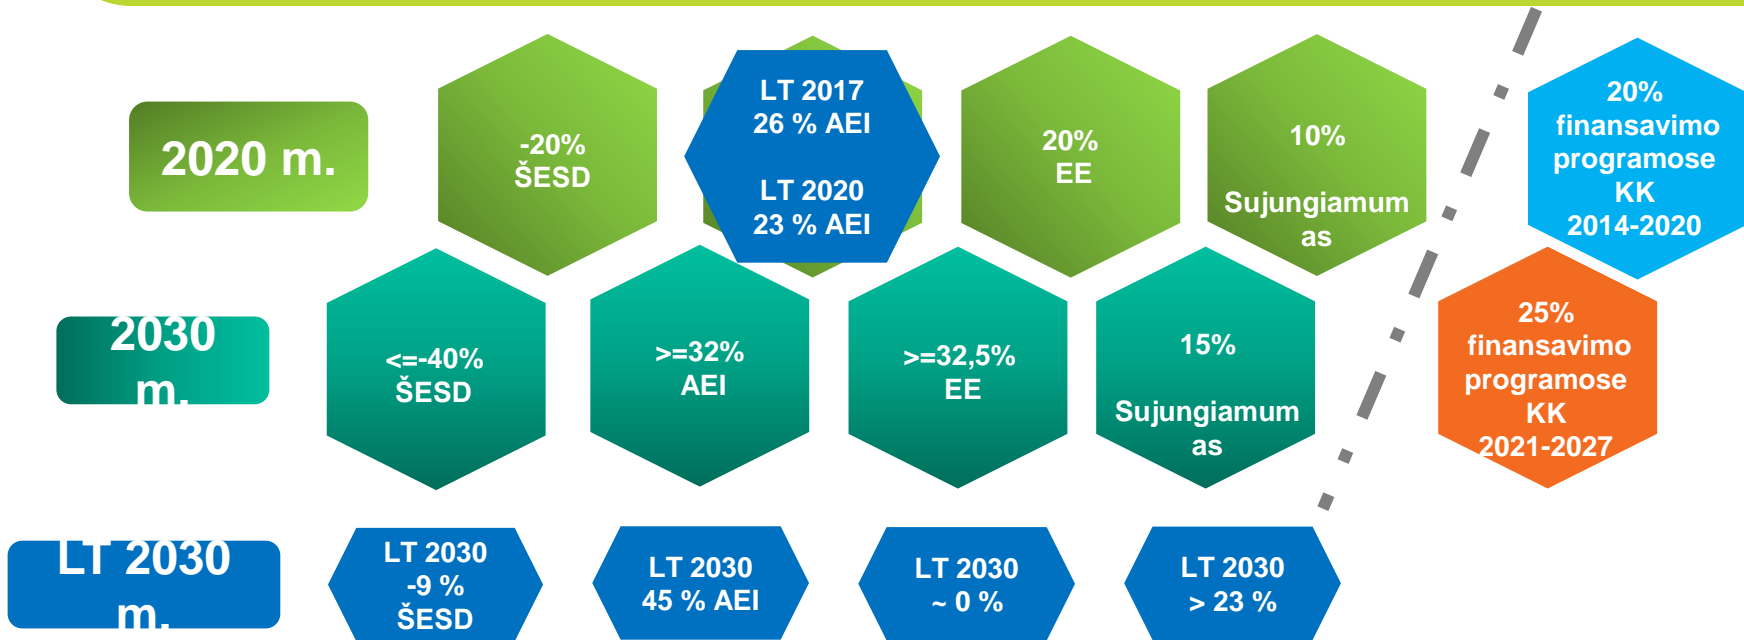 2020 m.
-20%
ŠESD
LT 2017
26 % AEI
LT 2020
23 % AEI
20%
EE
10%
Sujungiamum
as
20%
finansavimo
programose
KK
2014-2020
2030
m.
<=-40%
ŠESD
>=32%
AEI
>=32,5%
EE
15%
Sujungiamum
as
25%
finansavimo
programose
KK
2021-2027
LT 2030
m.
LT 2030
-9 %
ŠESD
LT 2030
45 % AEI
LT 2030
~ 0 %
LT 2030
> 23 %